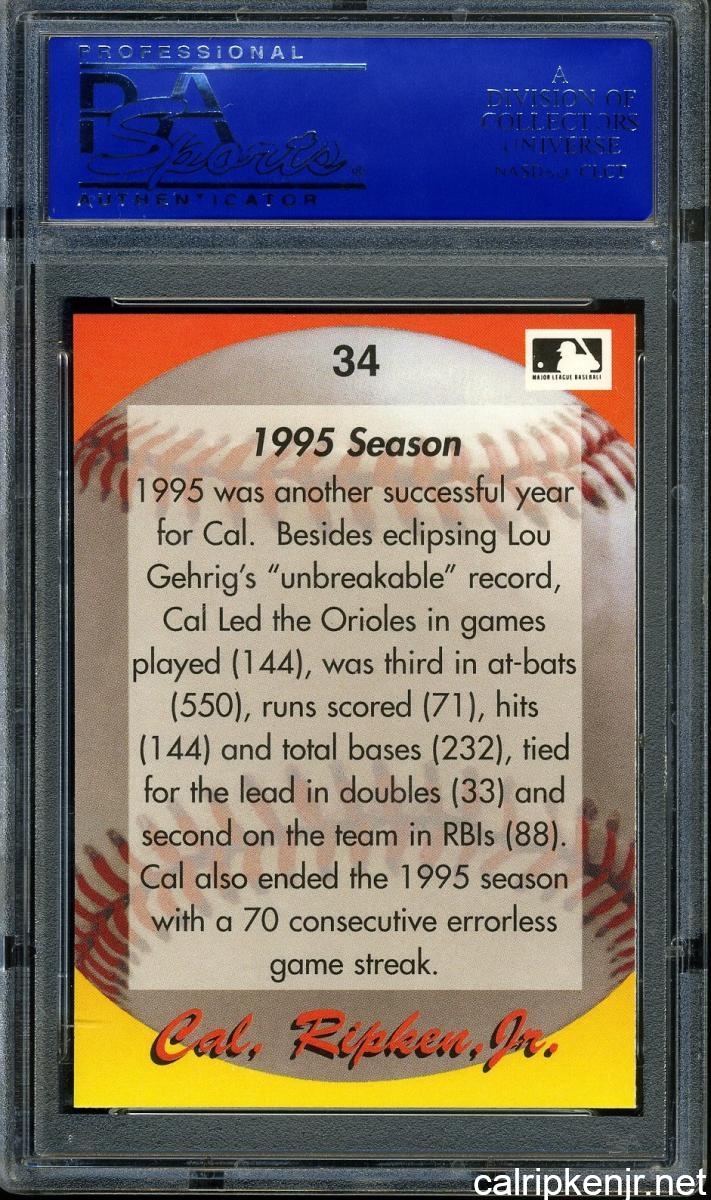 PROFESSIONAL
PSA
Sports
AUTHENTICATOR
A
DIVISION OF
COLLECTORS
UNIVERSE
NASDAQ CLCT
34
MAJOR LEAGUE BASEBALL
1995 Season
1995 was another successful year
for Cal. Besides eclipsing Lou
Gehrig’s “unbreakable” record,
Cal Led the Orioles in games
played (144), was third in at-bats
(550), runs scored (71), hits
(144) and total bases (232), tied
for the lead in doubles (33) and
second on the team in RBIs (88).
Cal also ended the 1995 season
with a 70 consecutive errorless
game streak.
Cal, Ripken, Jr.
calripkenjr.net